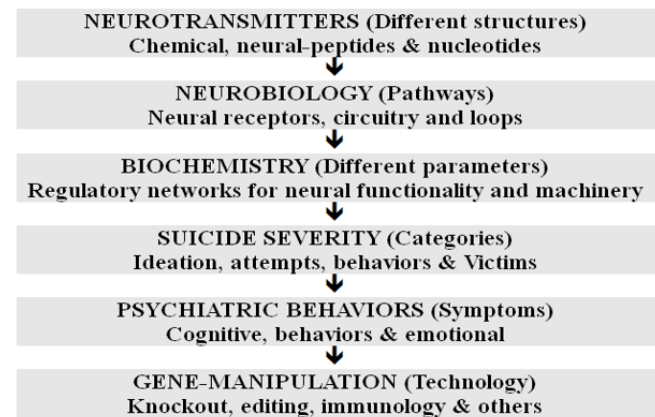 NEUROTRANSMITTERS (Different structures)
Chemical, neural-peptides & nucleotides
NEUROBIOLOGY (Pathways)
Neural receptors, circuitry and loops
BIOCHEMISTRY (Different parameters)
Regulatory networks for neural functionality and machinery
SUICIDE SEVERITY (Categories)
Ideation, attempts, behaviors & Victims
PSYCHIATRIC BEHAVIORS (Symptoms)
Cognitive, behaviors & emotional
GENE-MANIPULATION (Technology)
Knockout, editing, immunology & others